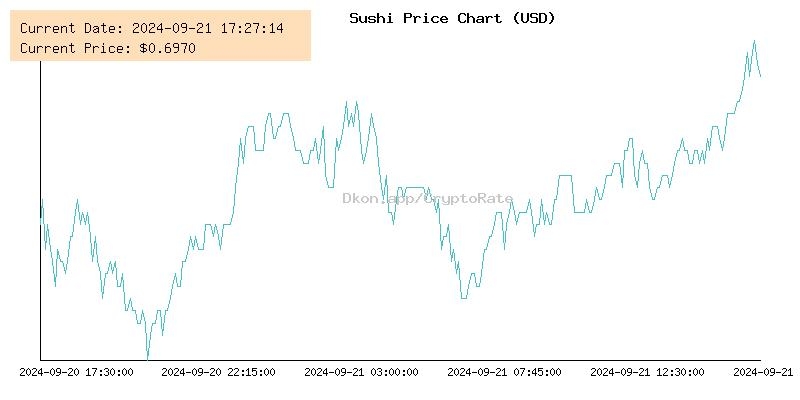 Sushi Price Chart (USD)
Current Date: 2024-09-21 17:27:14
Current Price: $0.6970
Dkon.app/CryptoRate
2024-09-20 17:30:00 2024-09-20 22:15:00 2024-09-21 03:00:00 2024-09-21 07:45:00 2024-09-21 12:30:00 2024-09-21